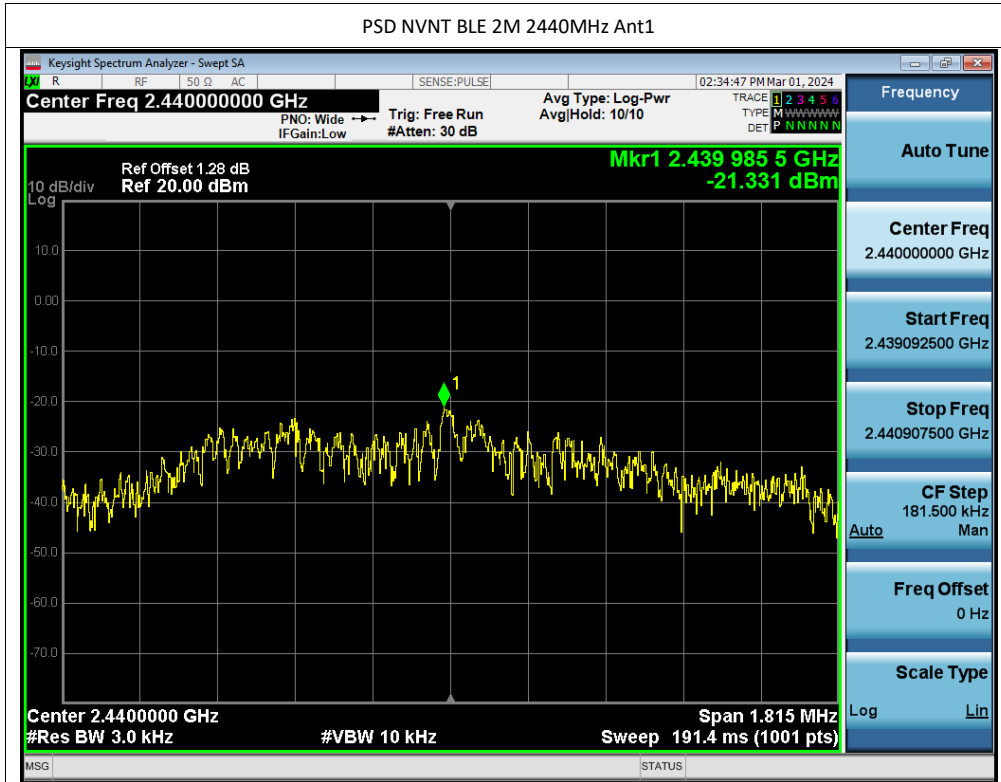 PSD NVNT BLE 2M 2440MHz Ant1
Keysight Spectrum Analyzer - Swept SA
LXI R RF 50 Ω AC SENSE:PULSE 02:34:47 PM Mar 01, 2024
Center Freq 2.440000000 GHz
PNO: Wide
IFGain:Low
Trig: Free Run
#Atten: 30 dB
Avg Type: Log-Pwr
Avg|Hold: 10/10
TRACE 1 2 3 4 5 6
TYPE M WWWWW
DET P N N N N N
Mkr1 2.439 985 5 GHz
-21.331 dBm
Ref Offset 1.28 dB
10 dB/div Ref 20.00 dBm
Log
10.0
0.00
-10.0
1
-20.0
-30.0
-40.0
-50.0
-60.0
-70.0
Center 2.4400000 GHz Span 1.815 MHz
#Res BW 3.0 kHz #VBW 10 kHz Sweep 191.4 ms (1001 pts)
MSG STATUS
Frequency
Auto Tune
Center Freq
2.440000000 GHz
Start Freq
2.439092500 GHz
Stop Freq
2.440907500 GHz
CF Step
181.500 kHz
Auto Man
Freq Offset
0 Hz
Scale Type
Log Lin